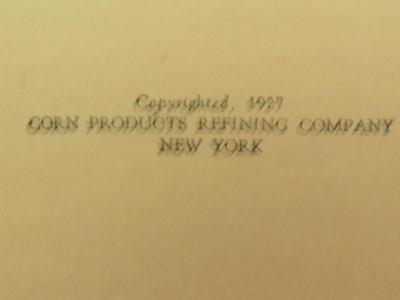 Copyrighted, 1927
CORN PRODUCTS REFINING COMPANY
NEW YORK